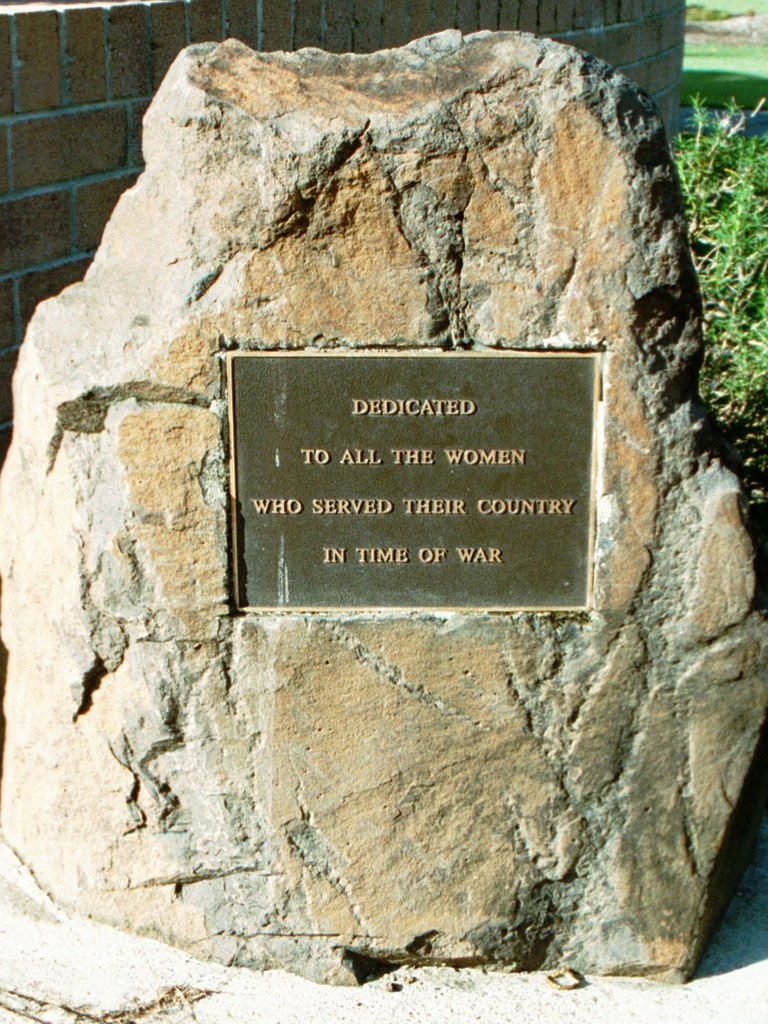 DEDICATED
TO ALL THE WOMEN
WHO SERVED THEIR COUNTRY
IN TIME OF WAR